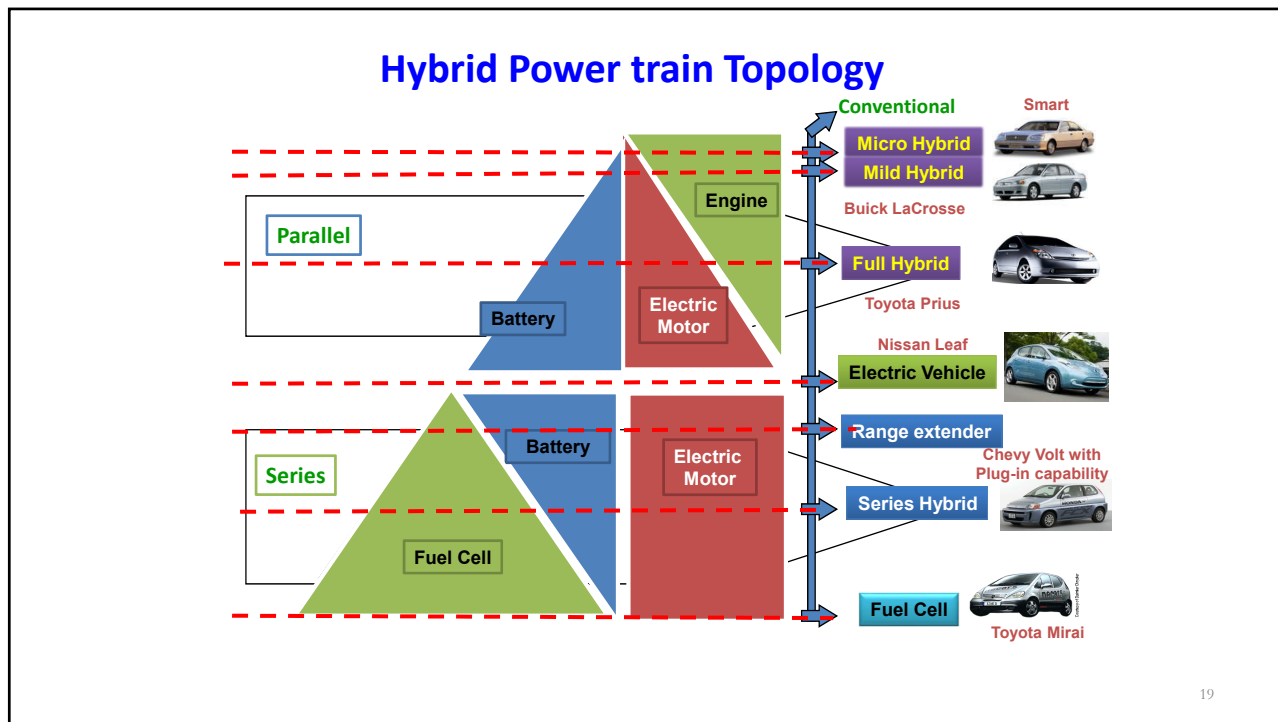 Hybrid Power train Topology
Conventional
Smart
Micro Hybrid
Mild Hybrid
Engine
Buick LaCrosse
Parallel
Full Hybrid
Battery
Electric
Motor
Toyota Prius
Nissan Leaf
Electric Vehicle
Range extender
Battery
Electric
Motor
Chevy Volt with
Plug-in capability
Series
Series Hybrid
Fuel Cell
Fuel Cell
Toyota Mirai
19